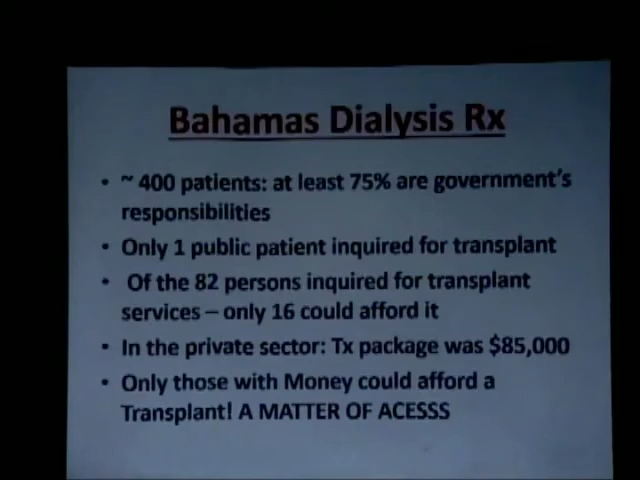 Bahamas Dialysis Rx
• ~ 400 patients: at least 75% are government's
responsibilities
• Only 1 public patient inquired for transplant
• Of the 82 persons inquired for transplant
services – only 16 could afford it
• In the private sector: Tx package was $85,000
• Only those with Money could afford a
Transplant! A MATTER OF ACESSS